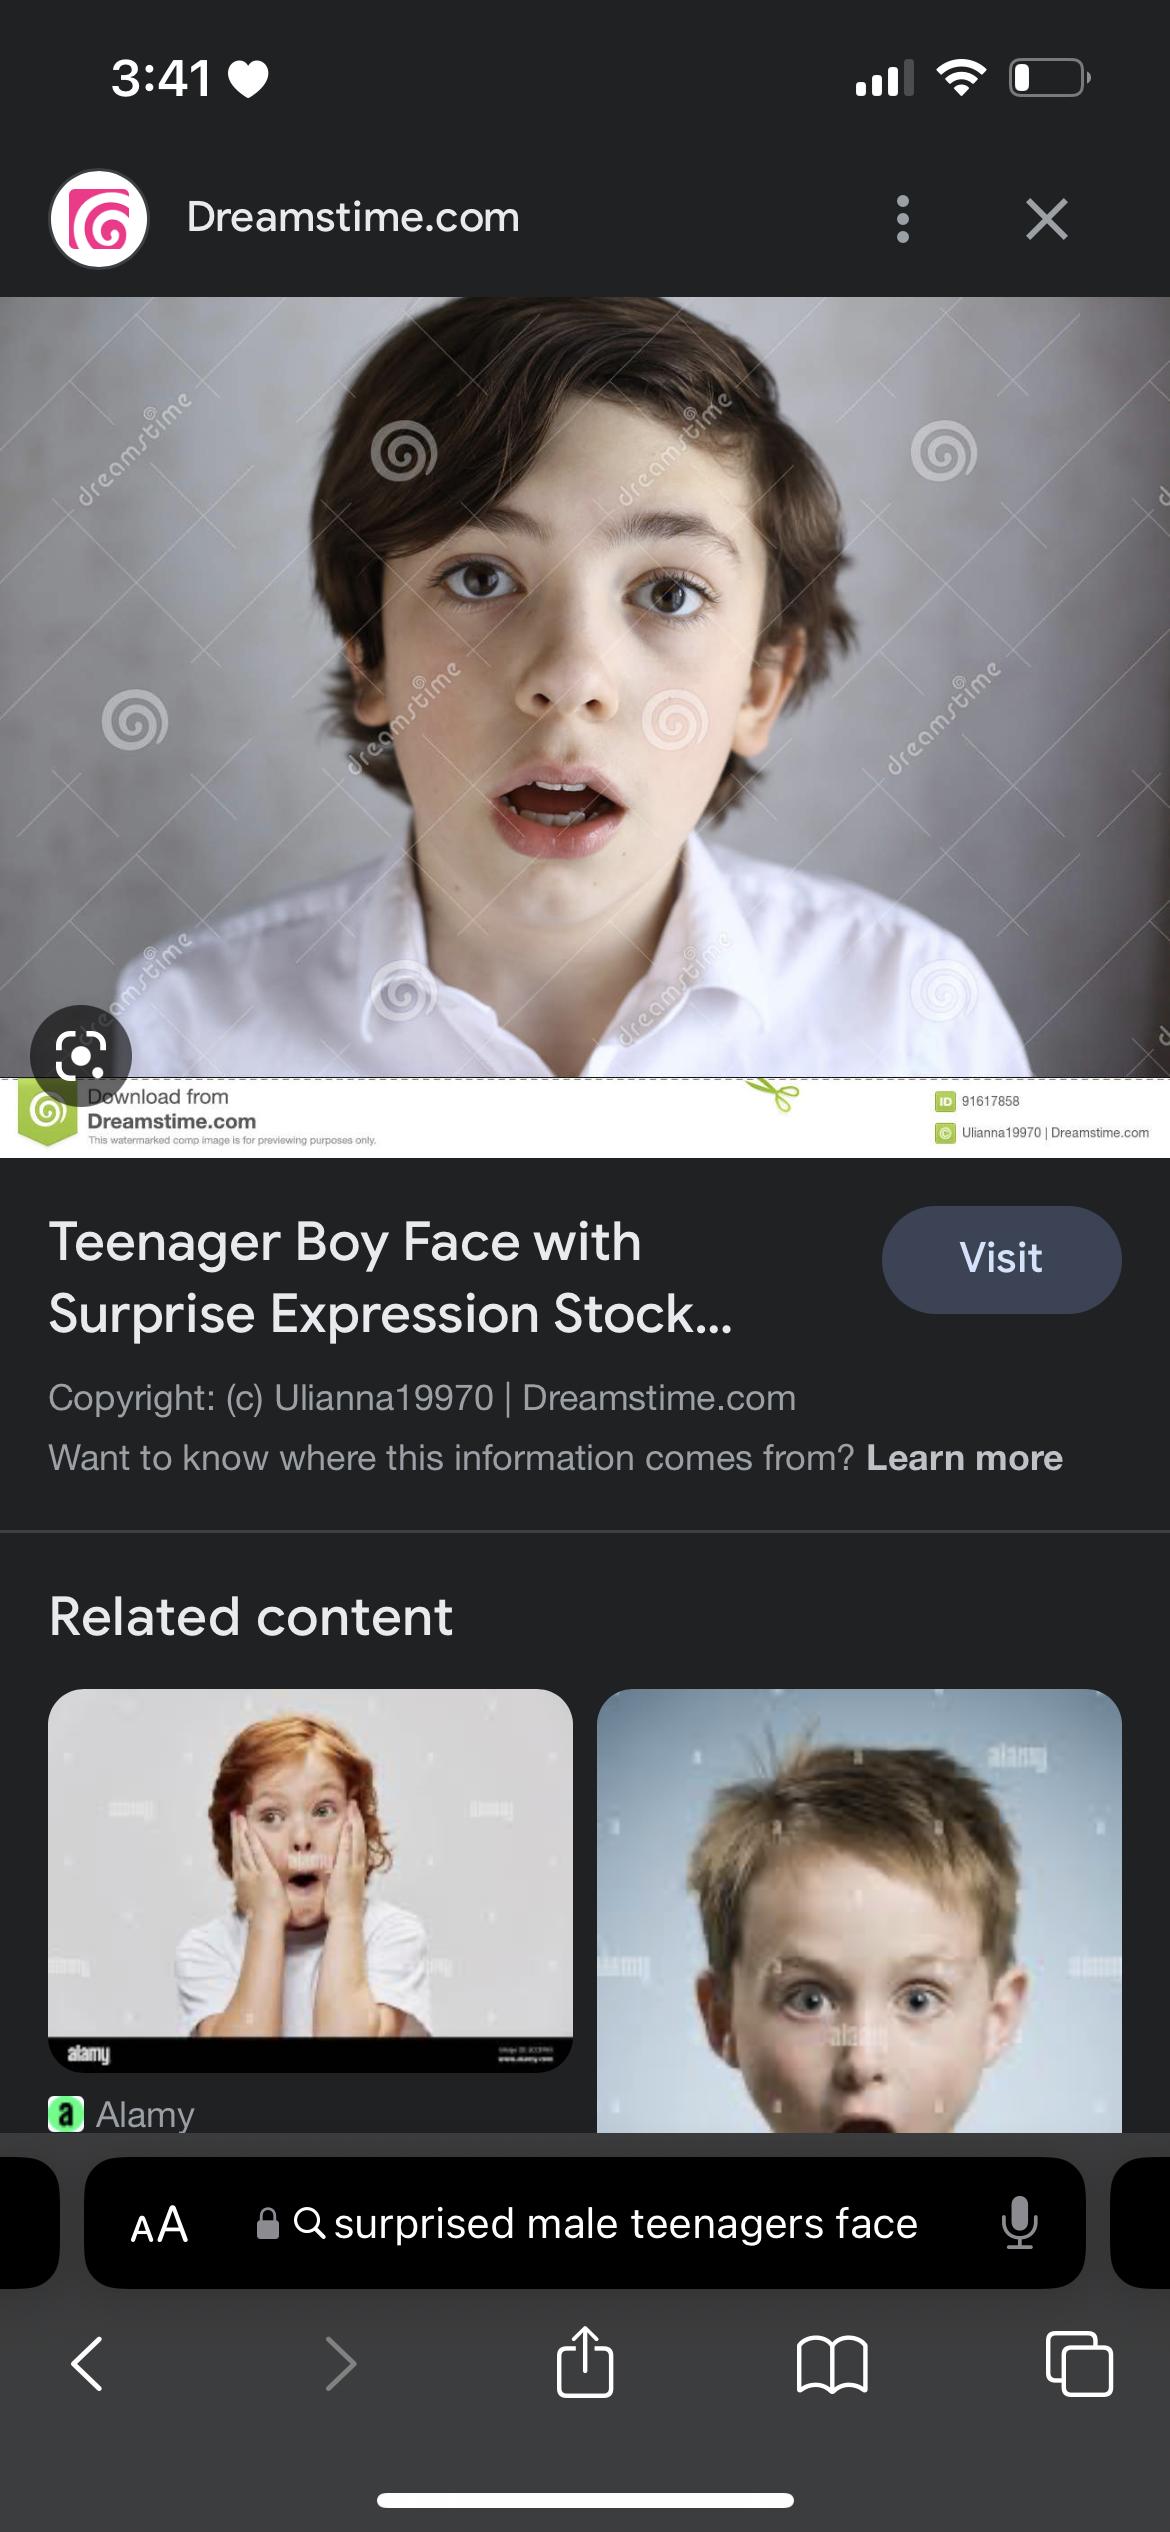 3:41
Dreamstime.com
dreamstime
dreamstime
dreamstime
dreamstime
dreamstime
dreamstime
Download from
Dreamstime.com
This watermarked comp image is for previewing purposes only.
ID 91617858
© Ulianna19970 | Dreamstime.com
Teenager Boy Face with
Surprise Expression Stock...
Visit
Copyright: (c) Ulianna19970 | Dreamstime.com
Want to know where this information comes from? Learn more
Related content
alamy
alamy
alamy
a Alamy
AA
surprised male teenagers face